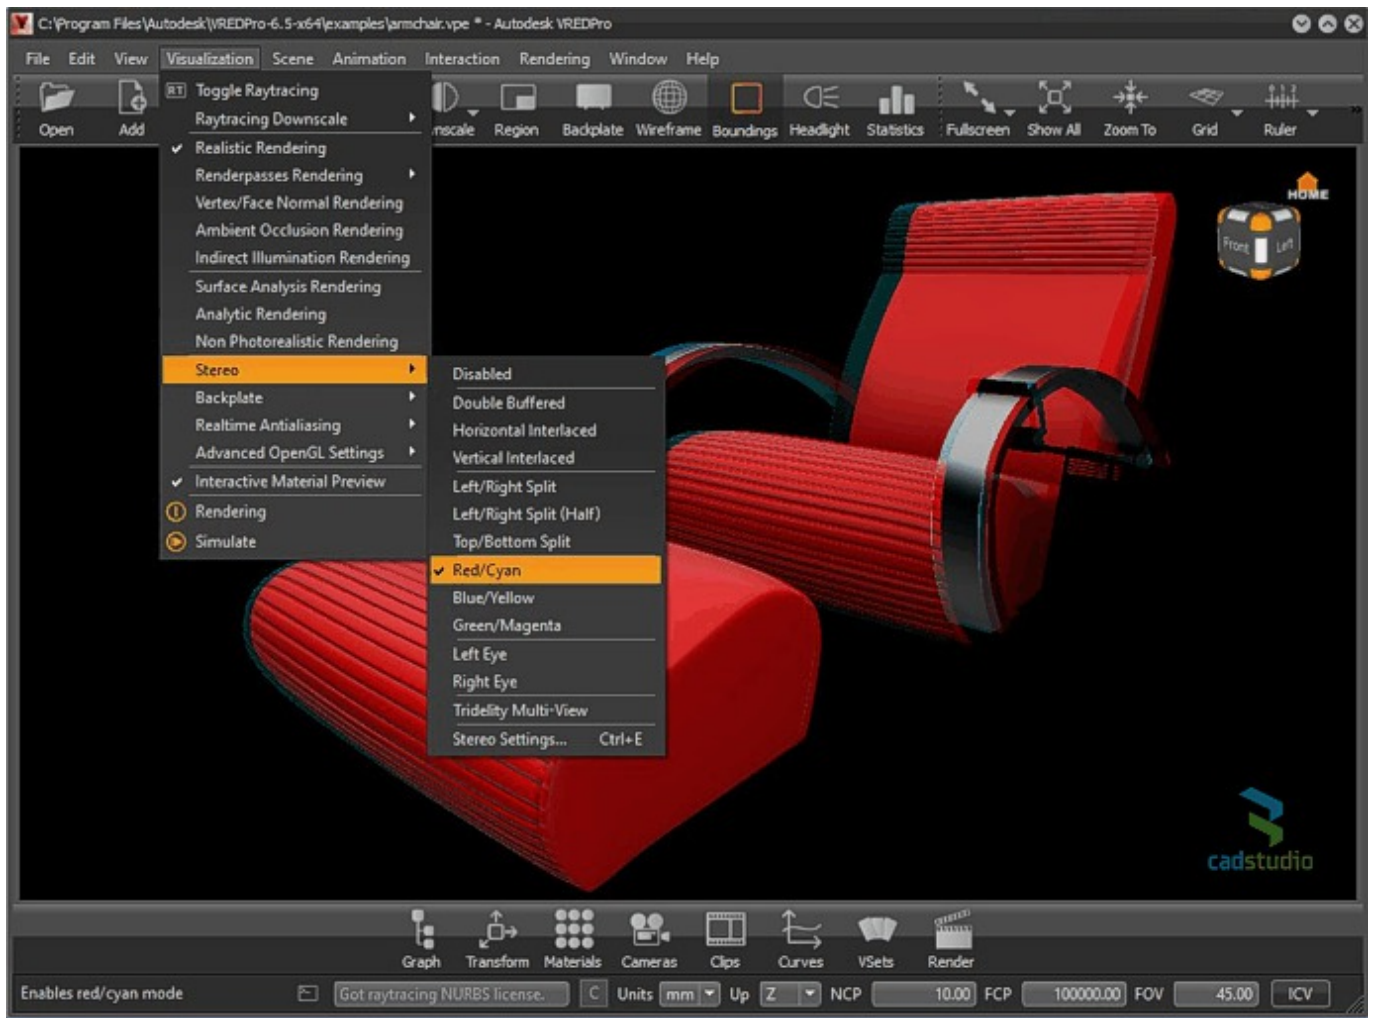 C:\Program Files\Autodesk\VREDPro-6.5-x64\examples\armchair.vpe * - Autodesk VREDPro
File Edit View Visualization Scene Animation Interaction Rendering Window Help
Open Add nscale Region Backplate Wireframe Boundings Headlight Statistics Fullscreen Show All Zoom To Grid Ruler
RT Toggle Raytracing
Raytracing Downscale
Realistic Rendering
Renderpasses Rendering
Vertex/Face Normal Rendering
Ambient Occlusion Rendering
Indirect Illumination Rendering
Surface Analysis Rendering
Analytic Rendering
Non Photorealistic Rendering
Stereo
Backplate
Realtime Antialiasing
Advanced OpenGL Settings
Interactive Material Preview
Rendering
Simulate
Disabled
Double Buffered
Horizontal Interlaced
Vertical Interlaced
Left/Right Split
Left/Right Split (Half)
Top/Bottom Split
Red/Cyan
Blue/Yellow
Green/Magenta
Left Eye
Right Eye
Tridelity Multi-View
Stereo Settings... Ctrl+E
HOME
Front Left
cadstudio
Graph Transform Materials Cameras Clips Curves VSets Render
Enables red/cyan mode Got raytracing NURBS license. C Units mm Up Z NCP 10.00 FCP 100000.00 FOV 45.00 ICV